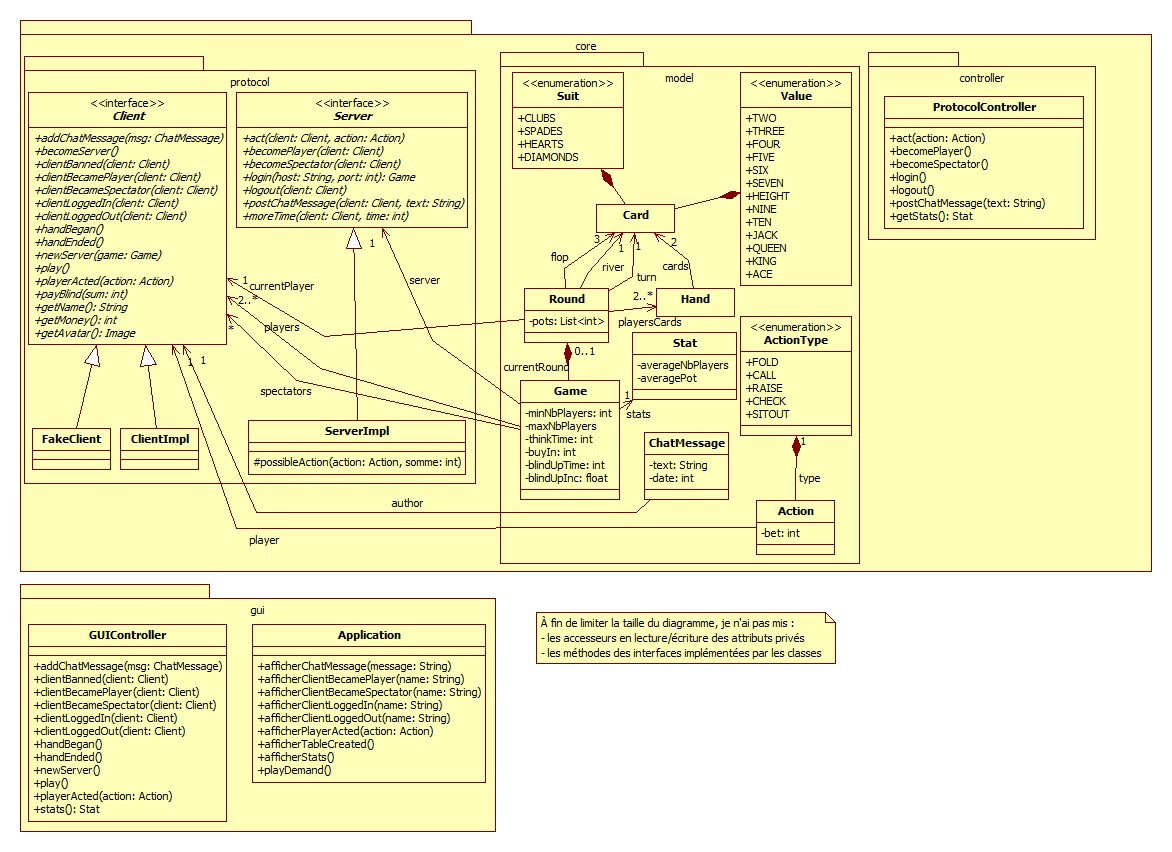 core
protocol
<<interface>>
Client
+addChatMessage(msg: ChatMessage)
+becomeServer()
+clientBanned(client: Client)
+clientBecamePlayer(client: Client)
+clientBecameSpectator(client: Client)
+clientLoggedIn(client: Client)
+clientLoggedOut(client: Client)
+handBegan()
+handEnded()
+newServer(game: Game)
+play()
+playerActed(action: Action)
+payBlind(sum: int)
+getName(): String
+getMoney(): int
+getAvatar(): Image
<<interface>>
Server
+act(client: Client, action: Action)
+becomePlayer(client: Client)
+becomeSpectator(client: Client)
+login(host: String, port: int): Game
+logout(client: Client)
+postChatMessage(client: Client, text: String)
+moreTime(client: Client, time: int)
FakeClient
ClientImpl
ServerImpl
#possibleAction(action: Action, somme: int)
model
<<enumeration>>
Suit
+CLUBS
+SPADES
+HEARTS
+DIAMONDS
<<enumeration>>
Value
+TWO
+THREE
+FOUR
+FIVE
+SIX
+SEVEN
+HEIGHT
+NINE
+TEN
+JACK
+QUEEN
+KING
+ACE
Card
3
1
1
2
flop
river
turn
cards
Round
-pots: List<int>
2..*
Hand
playersCards
1
currentPlayer
2..*
players
*
spectators
1
server
0..1
currentRound
Game
-minNbPlayers: int
-maxNbPlayers
-thinkTime: int
-buyIn: int
-blindUpTime: int
-blindUpInc: float
Stat
-averageNbPlayers
-averagePot
1
stats
<<enumeration>>
ActionType
+FOLD
+CALL
+RAISE
+CHECK
+SITOUT
1
type
ChatMessage
-text: String
-date: int
Action
-bet: int
1
1
author
player
controller
ProtocolController
+act(action: Action)
+becomePlayer()
+becomeSpectator()
+login()
+logout()
+postChatMessage(text: String)
+getStats(): Stat
gui
GUIController
+addChatMessage(msg: ChatMessage)
+clientBanned(client: Client)
+clientBecamePlayer(client: Client)
+clientBecameSpectator(client: Client)
+clientLoggedIn(client: Client)
+clientLoggedOut(client: Client)
+handBegan()
+handEnded()
+newServer()
+play()
+playerActed(action: Action)
+stats(): Stat
Application
+afficherChatMessage(message: String)
+afficherClientBecamePlayer(name: String)
+afficherClientBecameSpectator(name: String)
+afficherClientLoggedIn(name: String)
+afficherClientLoggedOut(name: String)
+afficherPlayerActed(action: Action)
+afficherTableCreated()
+afficherStats()
+playDemand()
À fin de limiter la taille du diagramme, je n'ai pas mis :
- les accesseurs en lecture/écriture des attributs privés
- les méthodes des interfaces implémentées par les classes